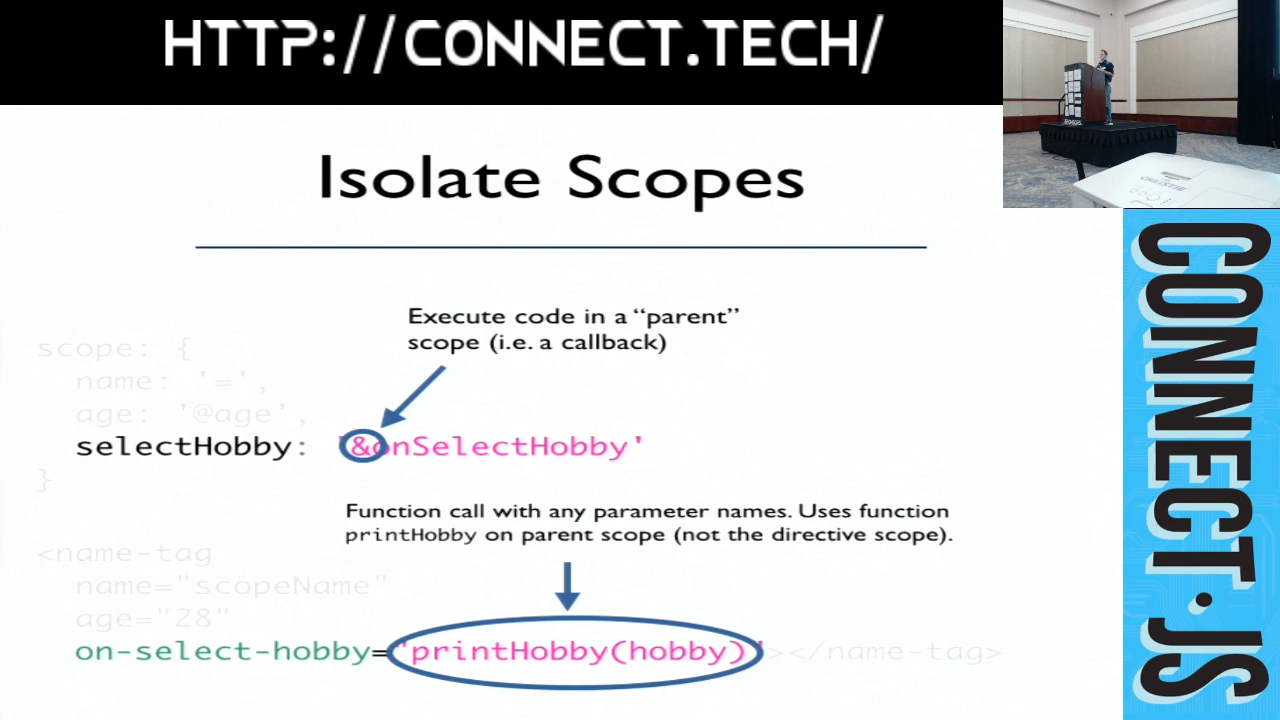 HTTP://CONNECT.TECH/
Isolate Scopes
Execute code in a “parent”
scope (i.e. a callback)
scope: {
name: '=',
age: '@age',
selectHobby: '&onSelectHobby'
}
Function call with any parameter names. Uses function
printHobby on parent scope (not the directive scope).
<name-tag
name="scopeName"
age="28"
on-select-hobby="printHobby(hobby)"></name-tag>
CHRISTIE
CONNECT.JS